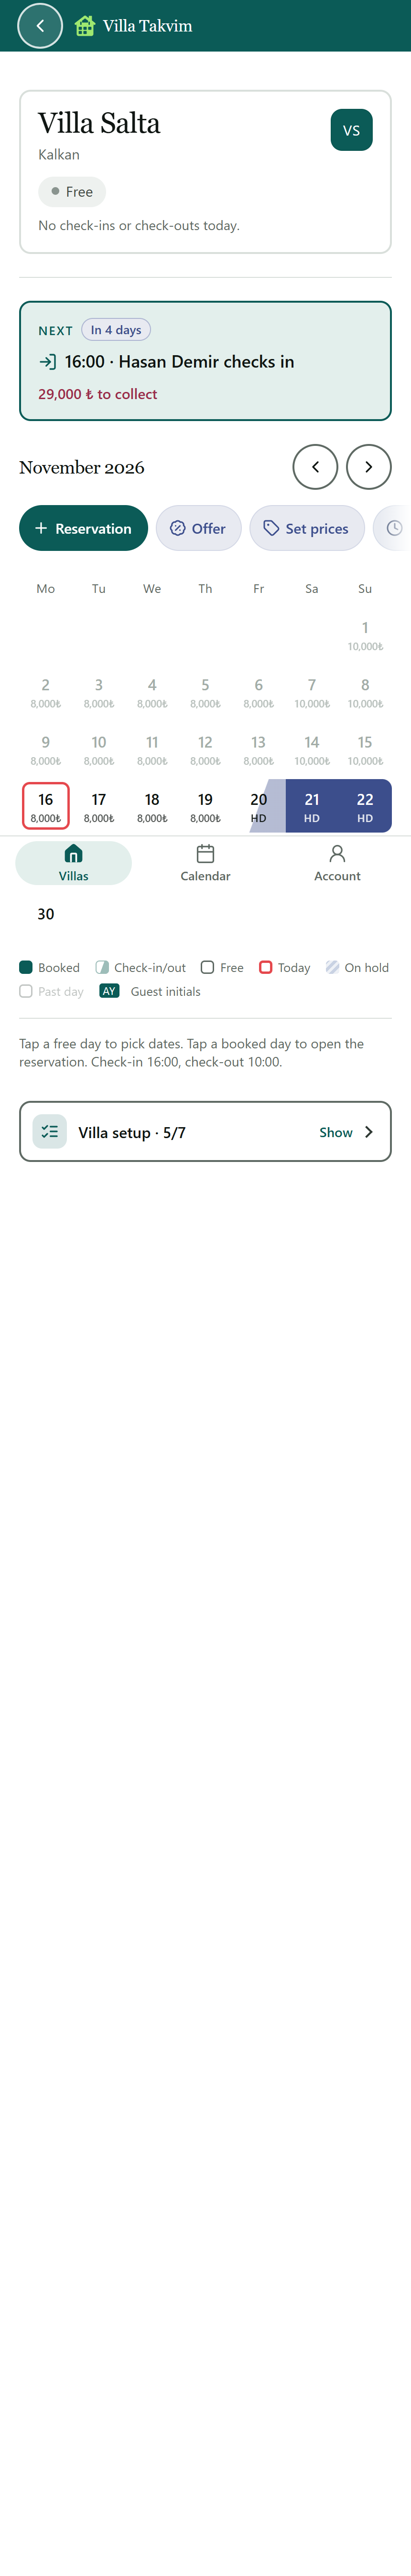 Villa Takvim
Villa Salta
VS
Kalkan
Free
No check-ins or check-outs today.
NEXT In 4 days
16:00 · Hasan Demir checks in
29,000 ₺ to collect
November 2026
+ Reservation Offer Set prices
Mo Tu We Th Fr Sa Su
1
10,000₺
2 3 4 5 6 7 8
8,000₺ 8,000₺ 8,000₺ 8,000₺ 8,000₺ 10,000₺ 10,000₺
9 10 11 12 13 14 15
8,000₺ 8,000₺ 8,000₺ 8,000₺ 8,000₺ 10,000₺ 10,000₺
16 17 18 19 20 21 22
8,000₺ 8,000₺ 8,000₺ 8,000₺ HD HD HD
Villas Calendar Account
30
Booked Check-in/out Free Today On hold
Past day AY Guest initials
Tap a free day to pick dates. Tap a booked day to open the
reservation. Check-in 16:00, check-out 10:00.
Villa setup · 5/7 Show